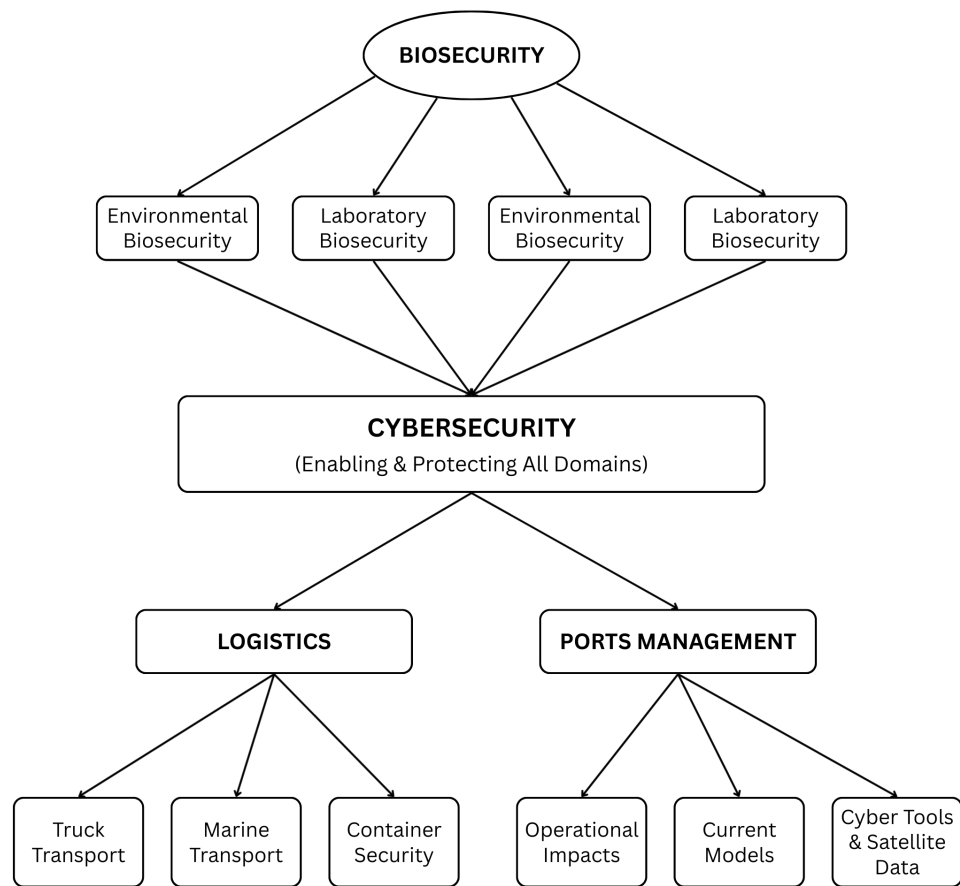 BIOSECURITY
Environmental
Biosecurity
Laboratory
Biosecurity
Environmental
Biosecurity
Laboratory
Biosecurity
CYBERSECURITY
(Enabling & Protecting All Domains)
LOGISTICS
PORTS MANAGEMENT
Truck
Transport
Marine
Transport
Container
Security
Operational
Impacts
Current
Models
Cyber Tools
& Satellite
Data